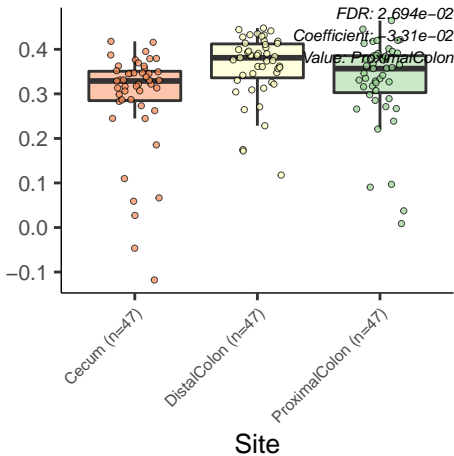 FDR: 2.694e−02
Coefficient: −3.31e−02
Value: ProximalColon
0.4
0.3
0.2
0.1
0.0
−0.1
Cecum (n=47)
DistalColon (n=47)
ProximalColon (n=47)
Site